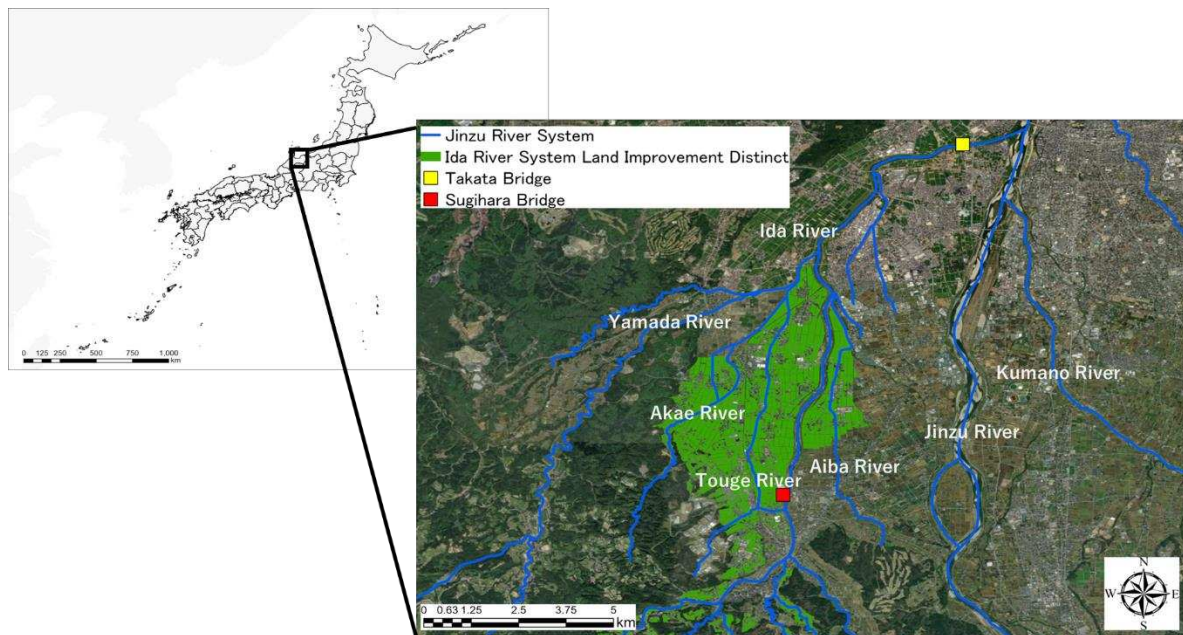 0 125 250 500 750 1,000
km
Jinzu River System
Ida River System Land Improvement Distinct
Takata Bridge
Sugihara Bridge
Ida River
Yamada River
Kumano River
Akae River
Jinzu River
Aiba River
Touge River
0 0.63 1.25 2.5 3.75 5
km
N
W E
S